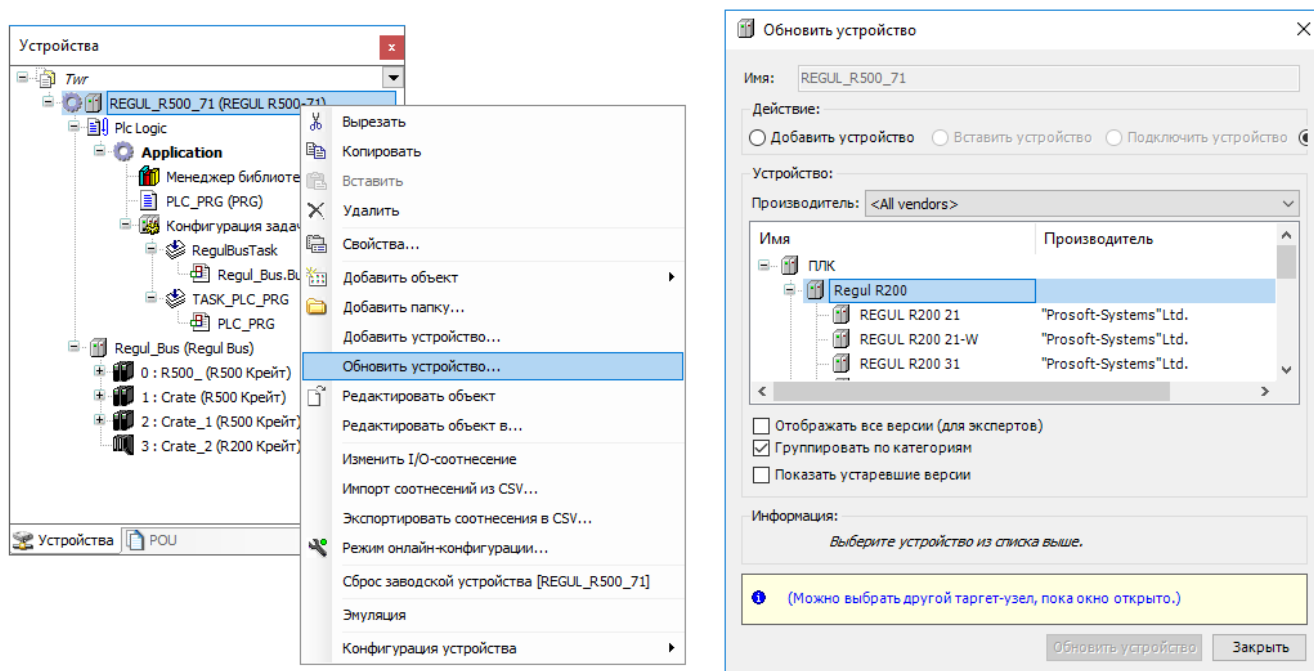 Устройства
Twr
REGUL_R500_71 (REGUL R500-71)
Plc Logic
Application
Менеджер библиоте
PLC_PRG (PRG)
Конфигурация задач
RegulBusTask
Regul_Bus.Bu
TASK_PLC_PRG
PLC_PRG
Regul_Bus (Regul Bus)
0 : R500_ (R500 Крейт)
1 : Crate (R500 Крейт)
2 : Crate_1 (R500 Крейт)
3 : Crate_2 (R200 Крейт)
Устройства
POU
Вырезать
Копировать
Вставить
Удалить
Свойства...
Добавить объект
Добавить папку...
Добавить устройство...
Обновить устройство...
Редактировать объект
Редактировать объект в...
Изменить I/O-соотнесение
Импорт соотнесений из CSV...
Экспортировать соотнесения в CSV...
Режим онлайн-конфигурации...
Сброс заводской устройства [REGUL_R500_71]
Эмуляция
Конфигурация устройства
Обновить устройство
Имя: REGUL_R500_71
Действие:
Добавить устройство Вставить устройство Подключить устройство
Устройство:
Производитель: <All vendors>
Имя Производитель
ПЛК
Regul R200
REGUL R200 21 "Prosoft-Systems"Ltd.
REGUL R200 21-W "Prosoft-Systems"Ltd.
REGUL R200 31 "Prosoft-Systems"Ltd.
Отображать все версии (для экспертов)
Группировать по категориям
Показать устаревшие версии
Информация:
Выберите устройство из списка выше.
(Можно выбрать другой таргет-узел, пока окно открыто.)
Обновить устройство Закрыть